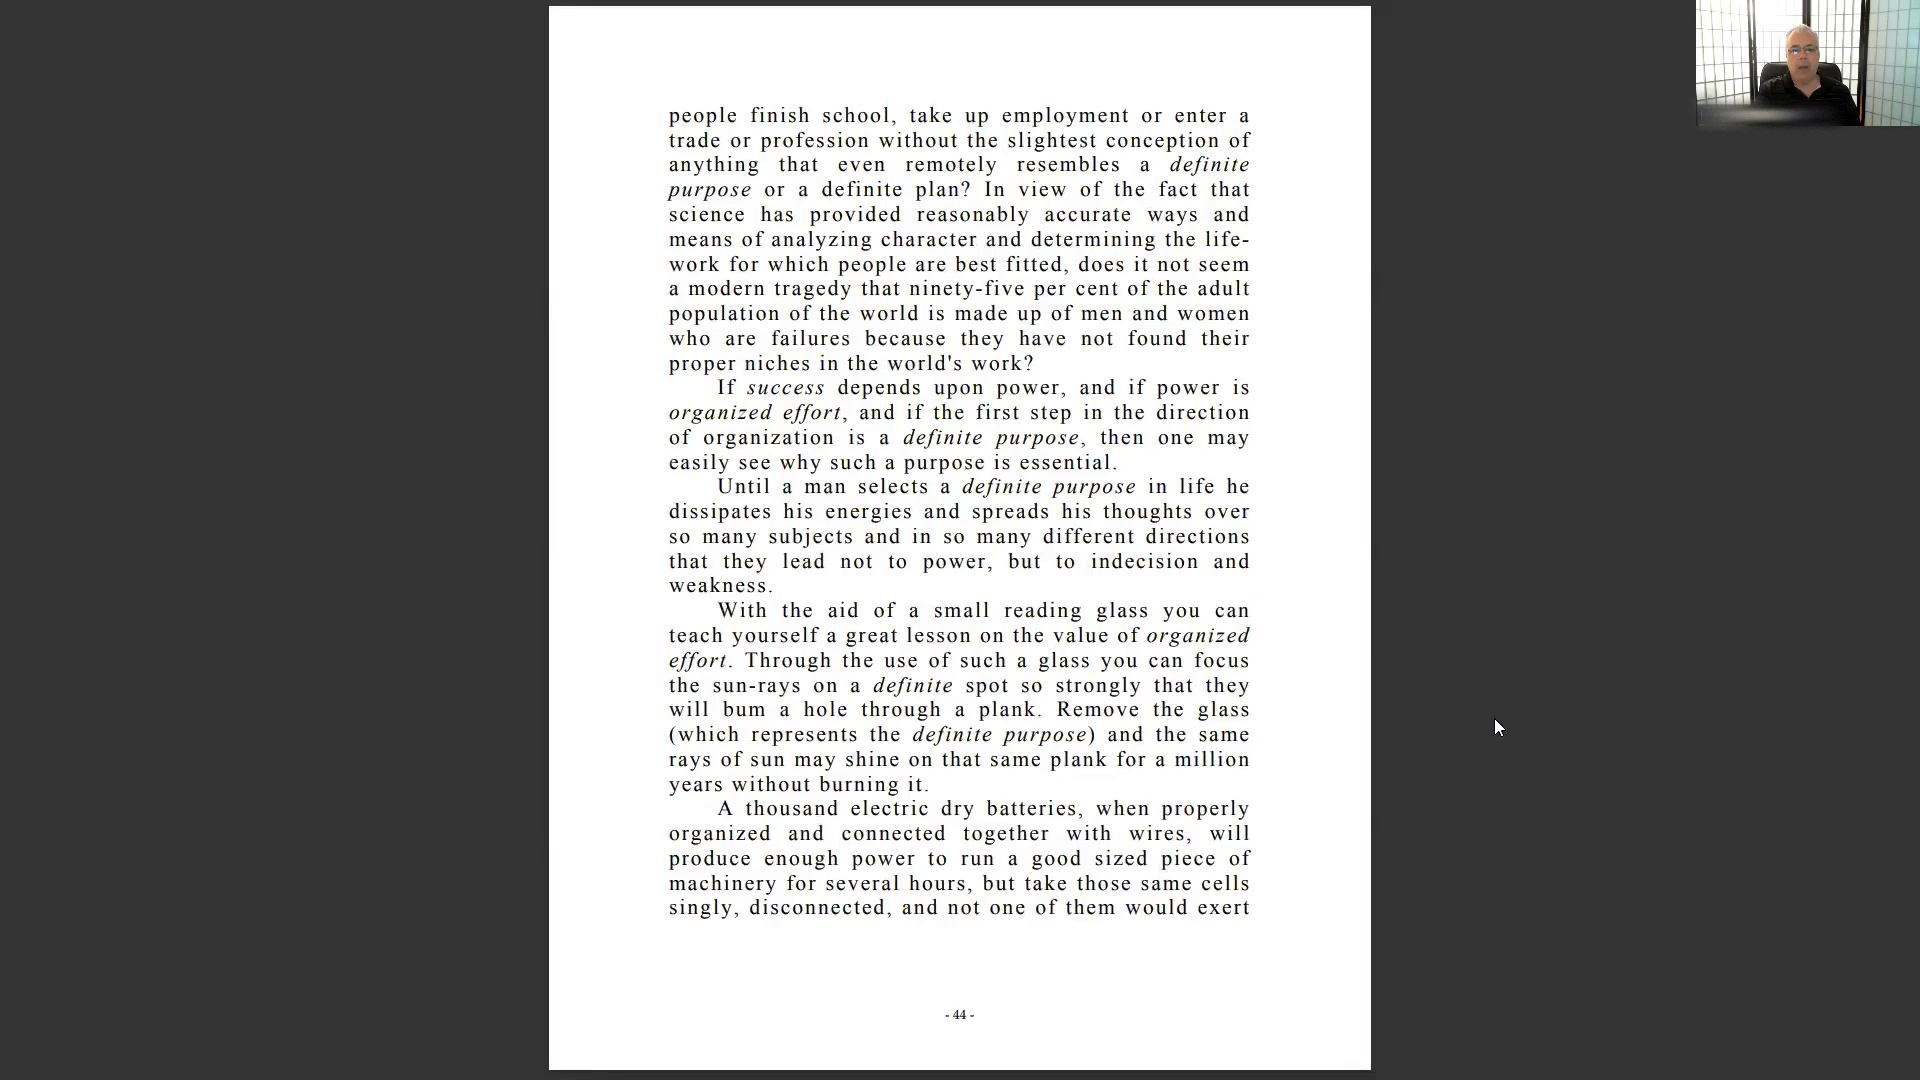 people finish school, take up employment or enter a
trade or profession without the slightest conception of
anything that even remotely resembles a definite
purpose or a definite plan? In view of the fact that
science has provided reasonably accurate ways and
means of analyzing character and determining the life-
work for which people are best fitted, does it not seem
a modern tragedy that ninety-five per cent of the adult
population of the world is made up of men and women
who are failures because they have not found their
proper niches in the world's work?
If success depends upon power, and if power is
organized effort, and if the first step in the direction
of organization is a definite purpose, then one may
easily see why such a purpose is essential.
Until a man selects a definite purpose in life he
dissipates his energies and spreads his thoughts over
so many subjects and in so many different directions
that they lead not to power, but to indecision and
weakness.
With the aid of a small reading glass you can
teach yourself a great lesson on the value of organized
effort. Through the use of such a glass you can focus
the sun-rays on a definite spot so strongly that they
will bum a hole through a plank. Remove the glass
(which represents the definite purpose) and the same
rays of sun may shine on that same plank for a million
years without burning it.
A thousand electric dry batteries, when properly
organized and connected together with wires, will
produce enough power to run a good sized piece of
machinery for several hours, but take those same cells
singly, disconnected, and not one of them would exert
- 44 -